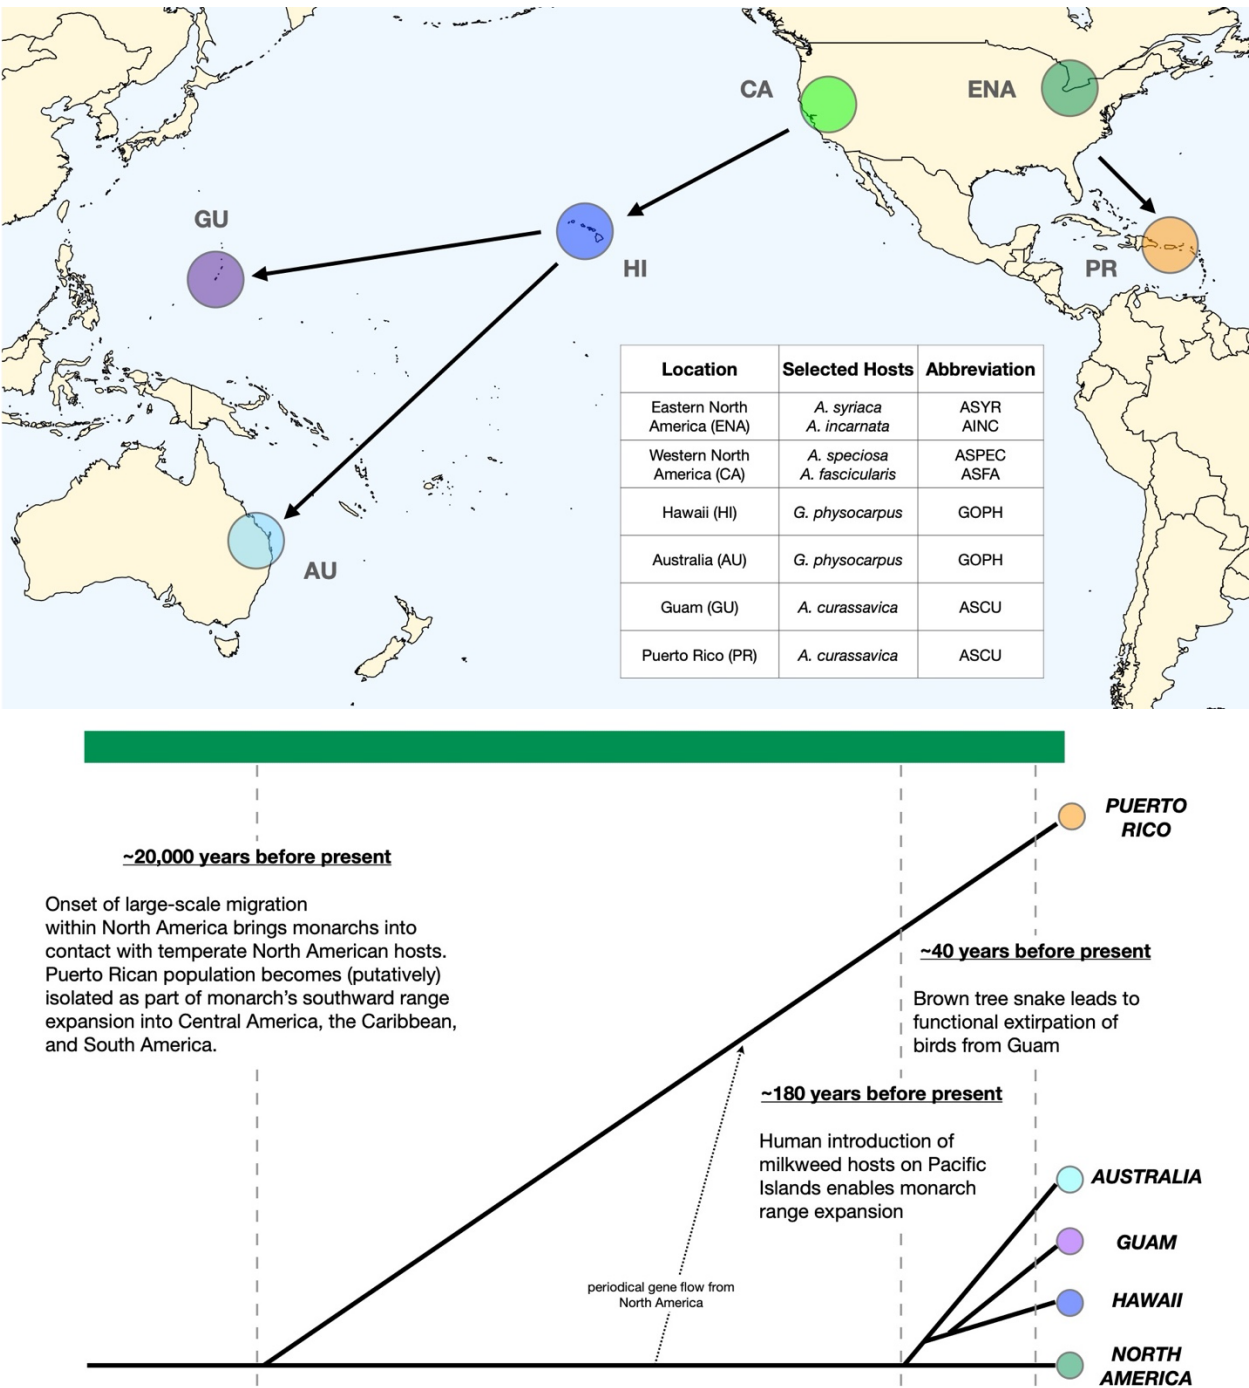 CA
ENA
GU
HI
PR
AU
Location Selected Hosts Abbreviation
Eastern North America (ENA) A. syriaca A. incarnata ASYR AINC
Western North America (CA) A. speciosa A. fascicularis ASPEC ASFA
Hawaii (HI) G. physocarpus GOPH
Australia (AU) G. physocarpus GOPH
Guam (GU) A. curassavica ASCU
Puerto Rico (PR) A. curassavica ASCU
PUERTO
RICO
~20,000 years before present
Onset of large-scale migration
within North America brings monarchs into
contact with temperate North American hosts.
Puerto Rican population becomes (putatively)
isolated as part of monarch's southward range
expansion into Central America, the Caribbean,
and South America.
~40 years before present
Brown tree snake leads to
functional extirpation of
birds from Guam
~180 years before present
Human introduction of
milkweed hosts on Pacific
Islands enables monarch
range expansion
periodical gene flow from
North America
AUSTRALIA
GUAM
HAWAII
NORTH
AMERICA